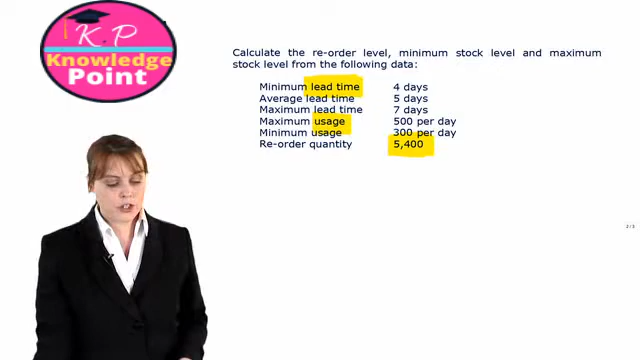 K.P
Knowledge
Point
Calculate the re-order level, minimum stock level and maximum
stock level from the following data:
Minimum lead time 4 days
Average lead time 5 days
Maximum lead time 7 days
Maximum usage 500 per day
Minimum usage 300 per day
Re-order quantity 5,400
2 / 3